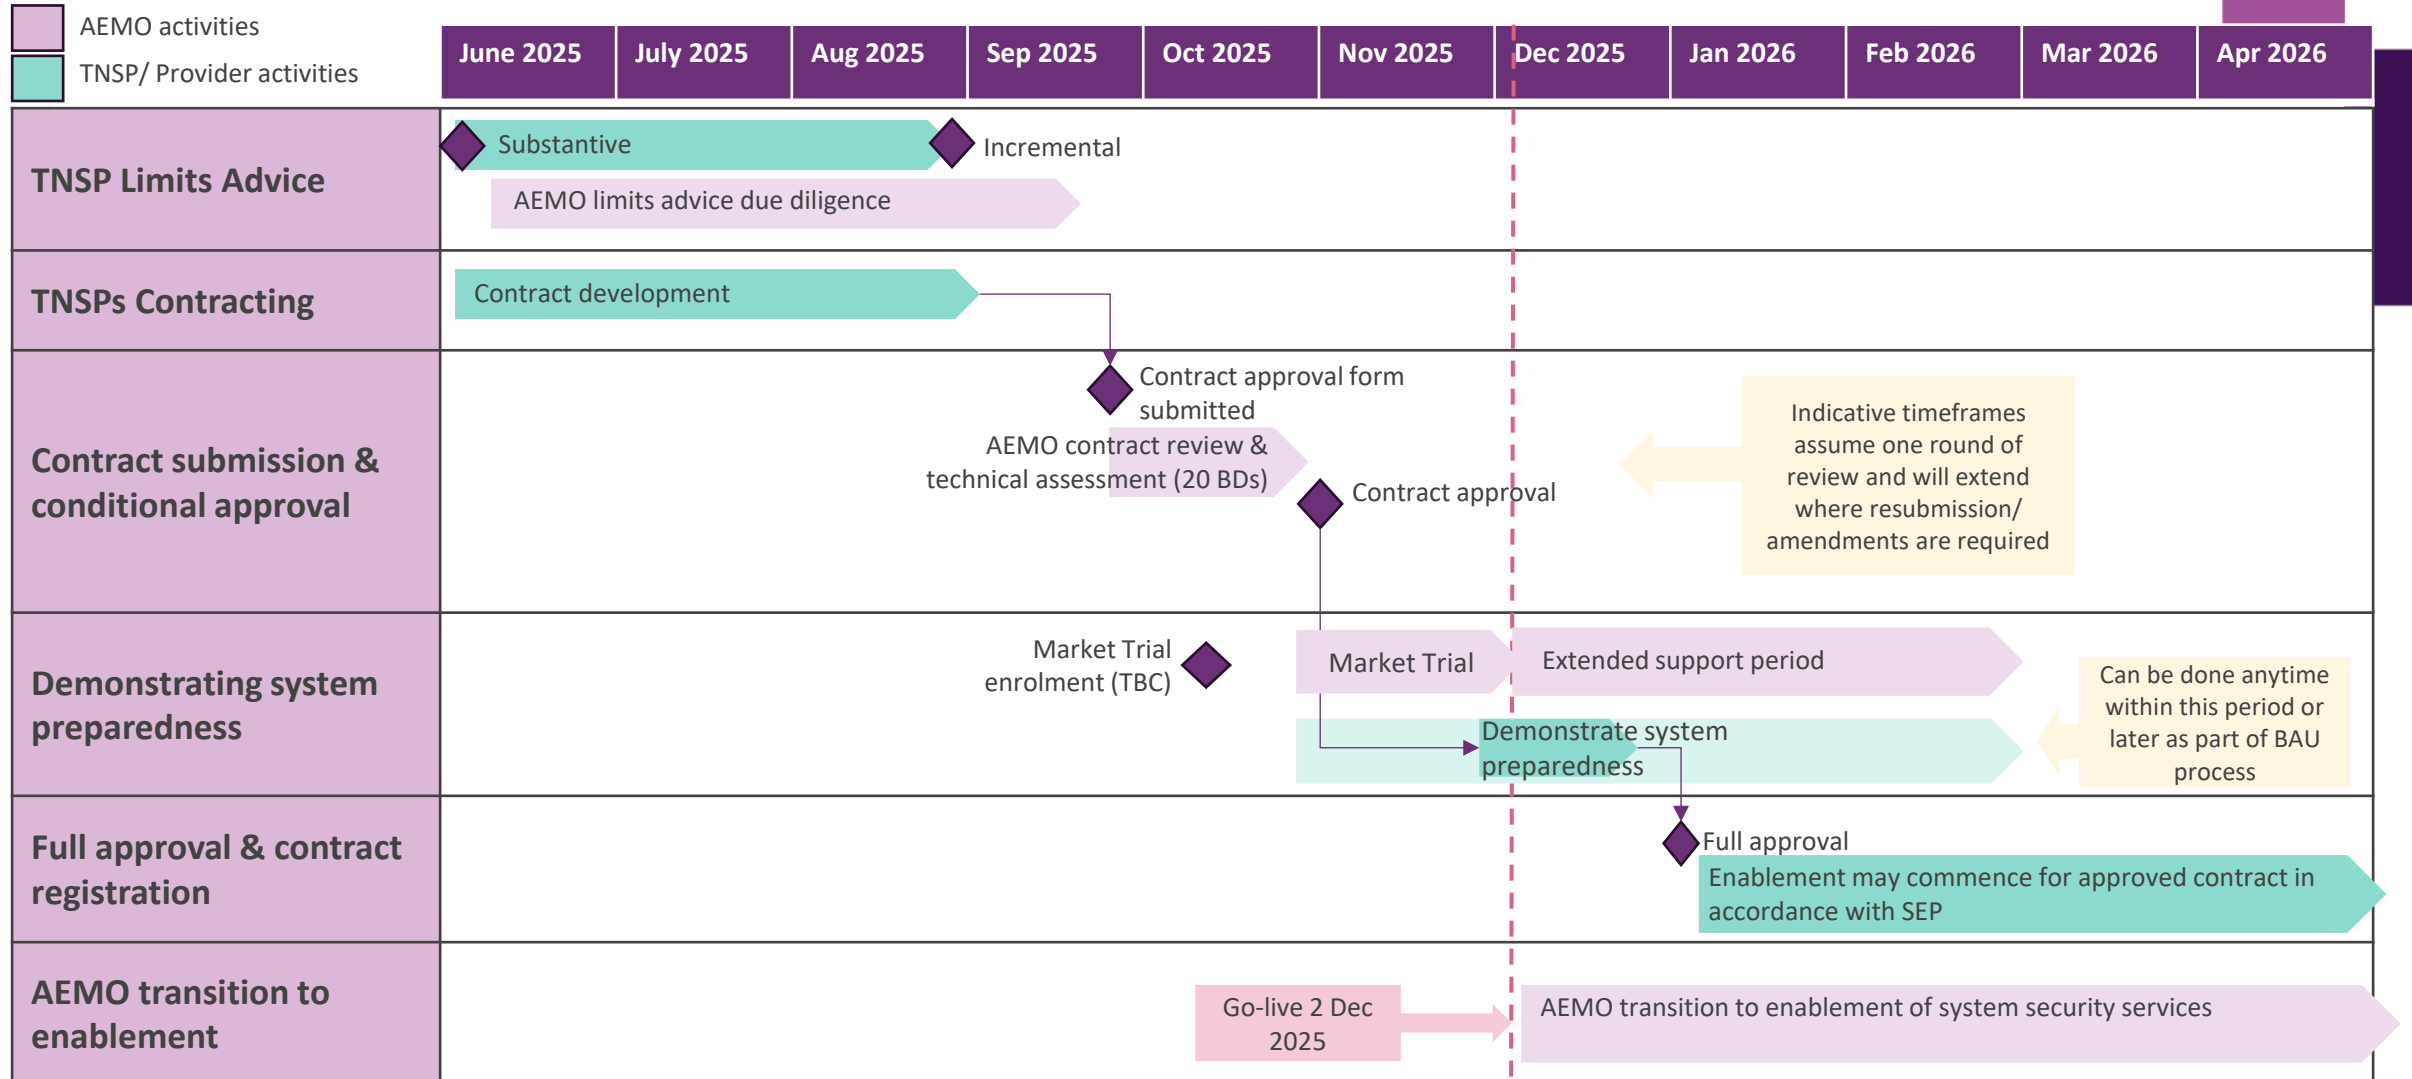 AEMO activities
TNSP/ Provider activities
June 2025
July 2025
Aug 2025
Sep 2025
Oct 2025
Nov 2025
Dec 2025
Jan 2026
Feb 2026
Mar 2026
Apr 2026
TNSP Limits Advice
Substantive
Incremental
AEMO limits advice due diligence
TNSPs Contracting
Contract development
Contract submission &
conditional approval
Contract approval form
submitted
AEMO contract review &
technical assessment (20 BDs)
Contract approval
Indicative timeframes
assume one round of
review and will extend
where resubmission/
amendments are required
Demonstrating system
preparedness
Market Trial
enrolment (TBC)
Market Trial
Extended support period
Demonstrate system
preparedness
Can be done anytime
within this period or
later as part of BAU
process
Full approval & contract
registration
Full approval
Enablement may commence for approved contract in
accordance with SEP
AEMO transition to
enablement
Go-live 2 Dec
2025
AEMO transition to enablement of system security services